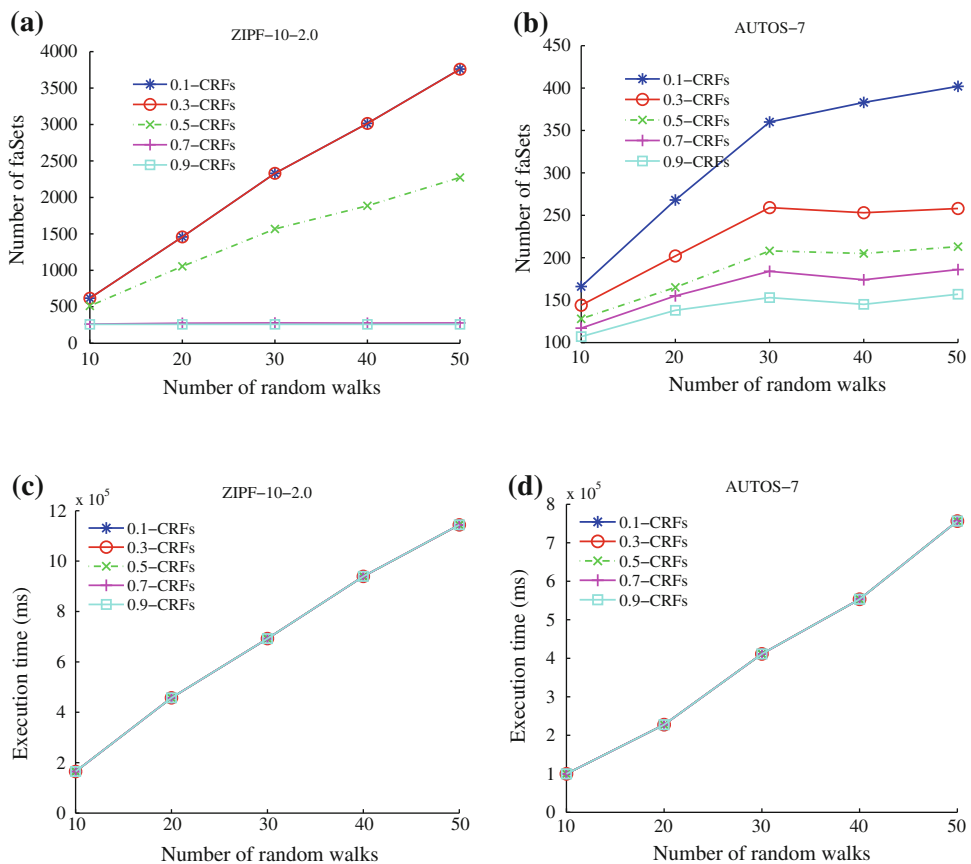 (a)
ZIPF-10-2.0
4000
3500
3000
2500
2000
1500
1000
500
0
Number of faSets
0.1-CRFs
0.3-CRFs
0.5-CRFs
0.7-CRFs
0.9-CRFs
10 20 30 40 50
Number of random walks
(b)
AUTOS-7
450
400
350
300
250
200
150
100
Number of faSets
0.1-CRFs
0.3-CRFs
0.5-CRFs
0.7-CRFs
0.9-CRFs
10 20 30 40 50
Number of random walks
(c)
ZIPF-10-2.0
x 10⁵
12
10
8
6
4
2
0
Execution time (ms)
0.1-CRFs
0.3-CRFs
0.5-CRFs
0.7-CRFs
0.9-CRFs
10 20 30 40 50
Number of random walks
(d)
AUTOS-7
x 10⁵
8
7
6
5
4
3
2
1
0
Execution time (ms)
0.1-CRFs
0.3-CRFs
0.5-CRFs
0.7-CRFs
0.9-CRFs
10 20 30 40 50
Number of random walks